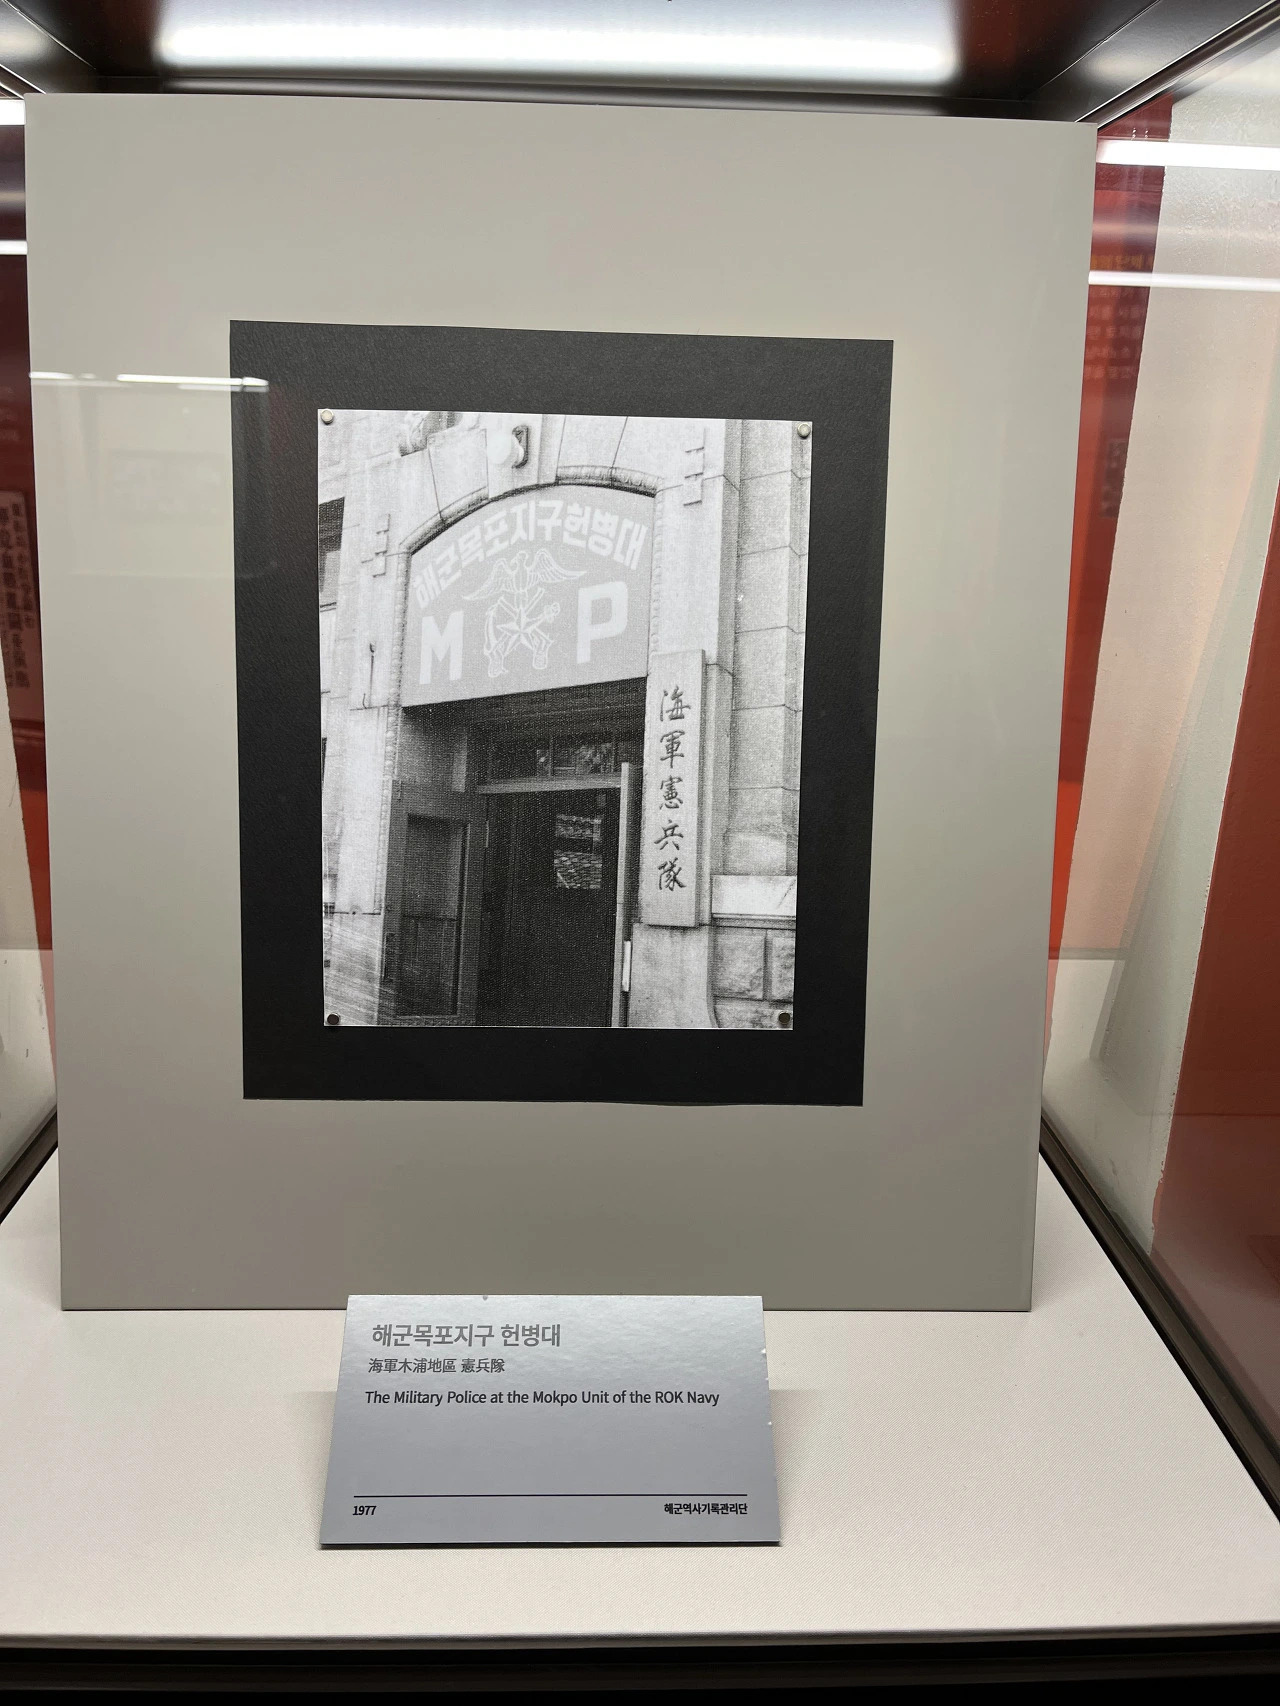 해군목포지구헌병대
M P
海軍憲兵隊
해군목포지구 헌병대
海軍木浦地區 憲兵隊
The Military Police at the Mokpo Unit of the ROK Navy
1977
해군역사기록관리단